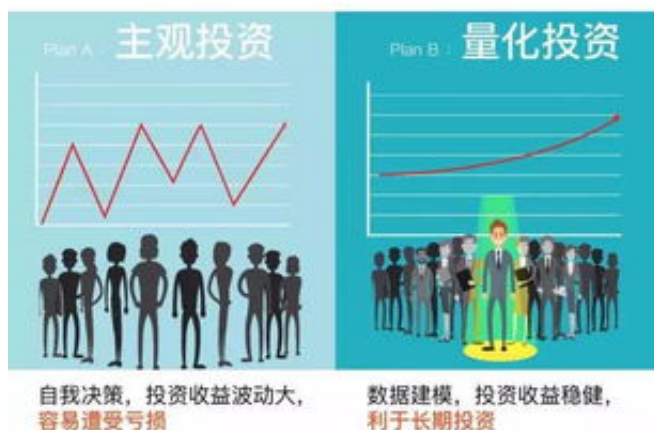 Plan A : 主观投资
Plan B : 量化投资
自我决策，投资收益波动大，
容易遭受亏损
数据建模，投资收益稳健，
利于长期投资